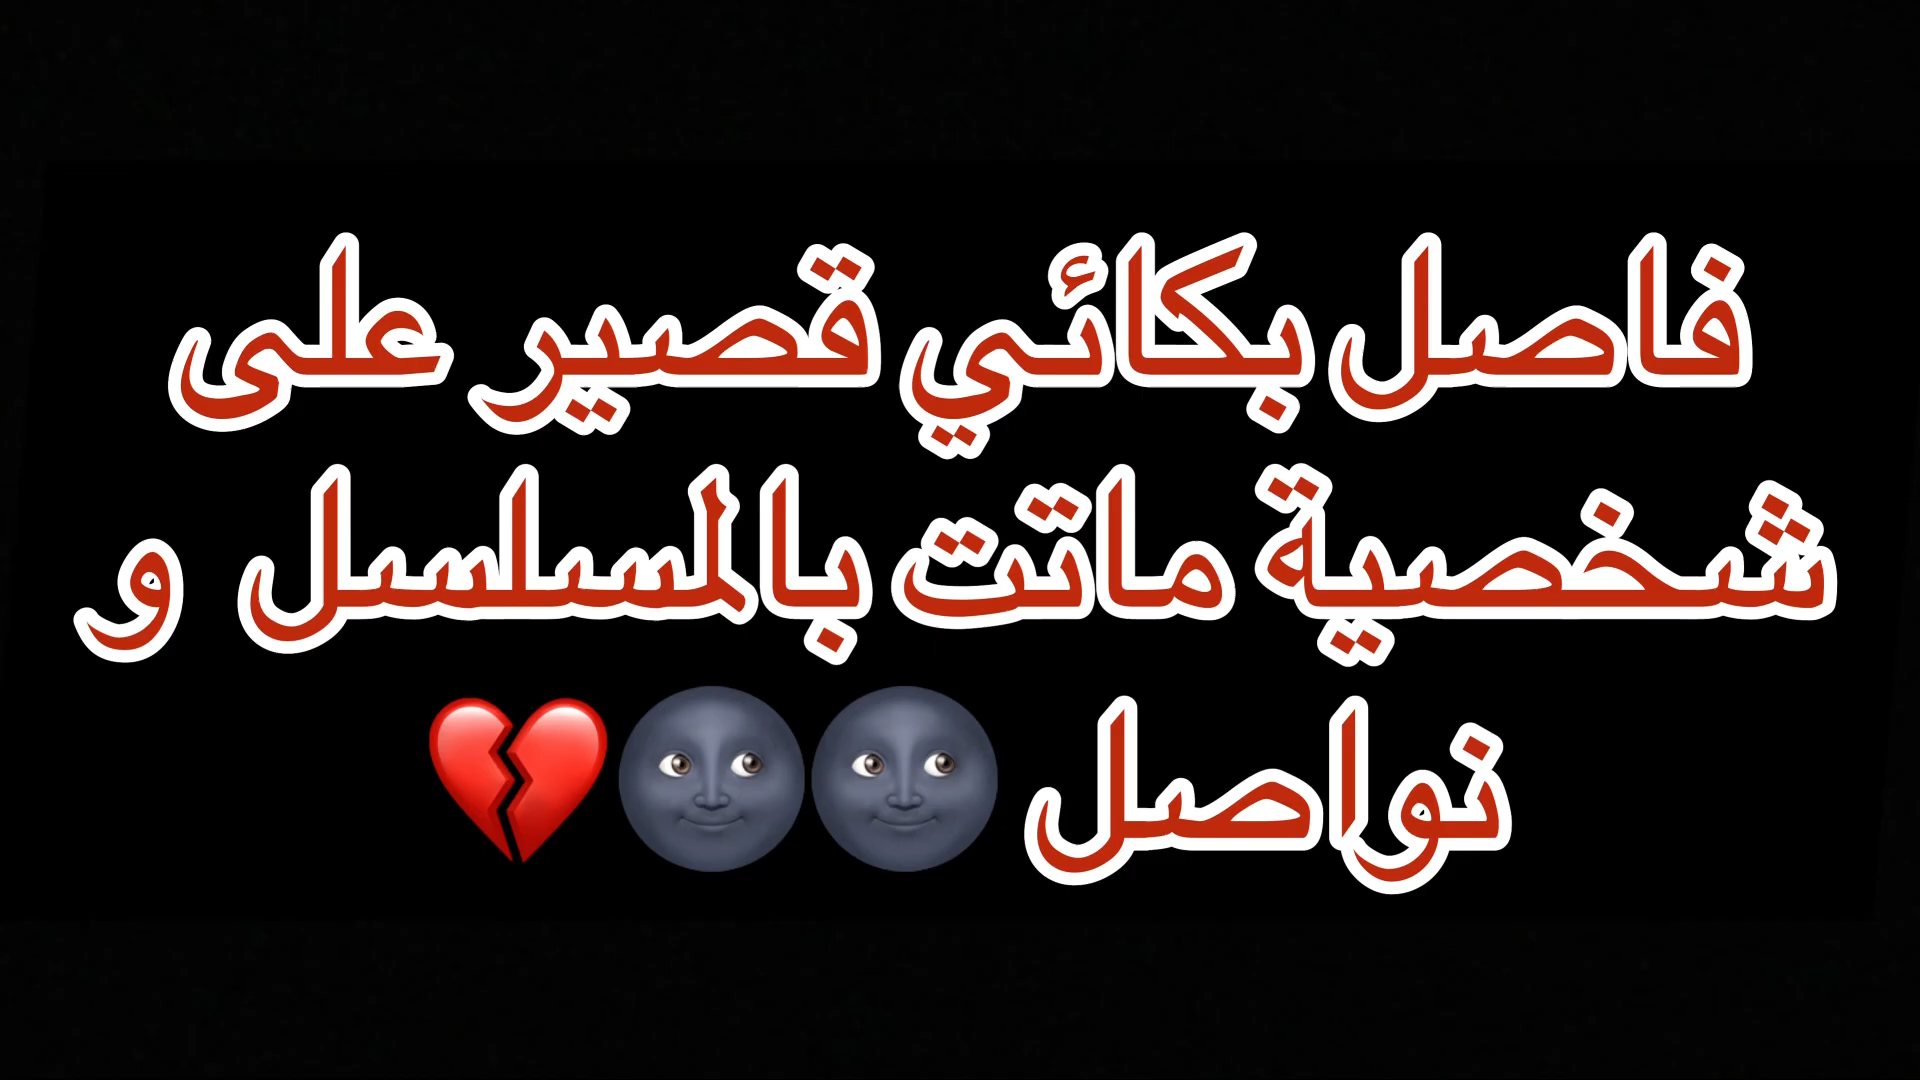 فاصل بكائي قصير على
شخصية ماتت بالمسلسل و
نواصل 🌚🌚💔